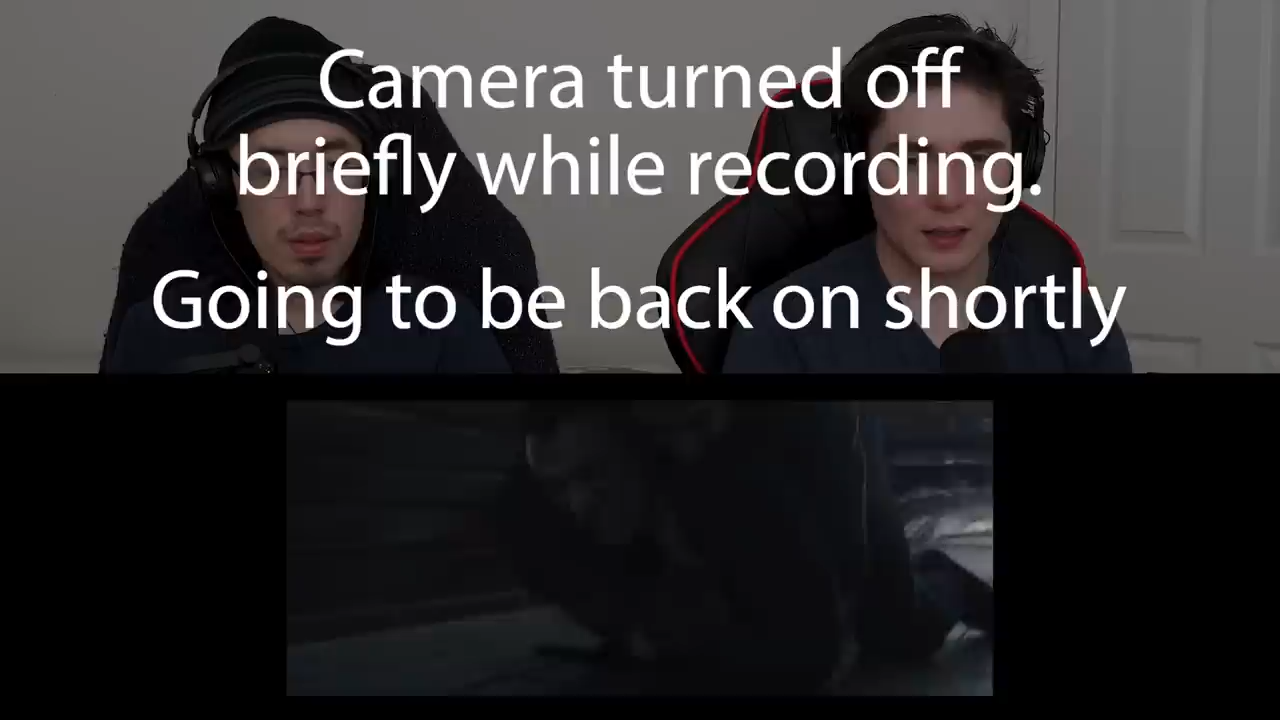 Camera turned off
briefly while recording.
Going to be back on shortly